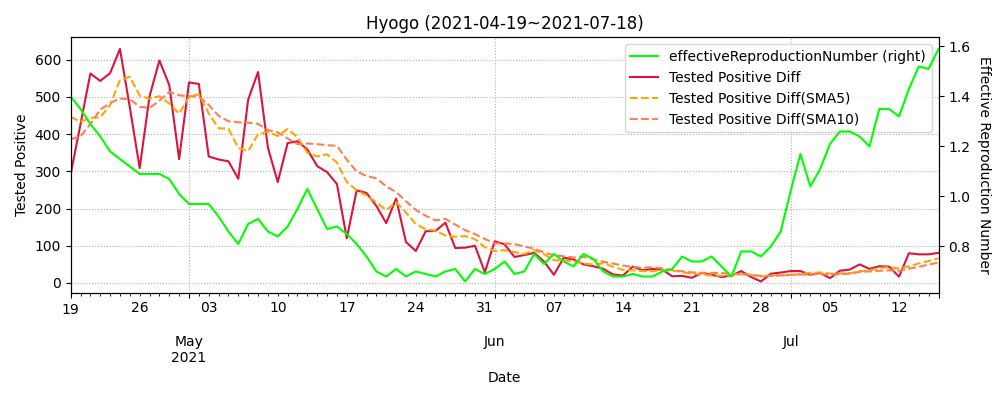 Hyogo (2021-04-19~2021-07-18)
effectiveReproductionNumber (right)
Tested Positive Diff
Tested Positive Diff(SMA5)
Tested Positive Diff(SMA10)
Tested Positive
600
500
400
300
200
100
0
1.6
1.4
1.2
1.0
0.8
Effective Reproduction Number
19 26 03 10 17 24 31 07 14 21 28 05 12
May Jun Jul
2021
Date